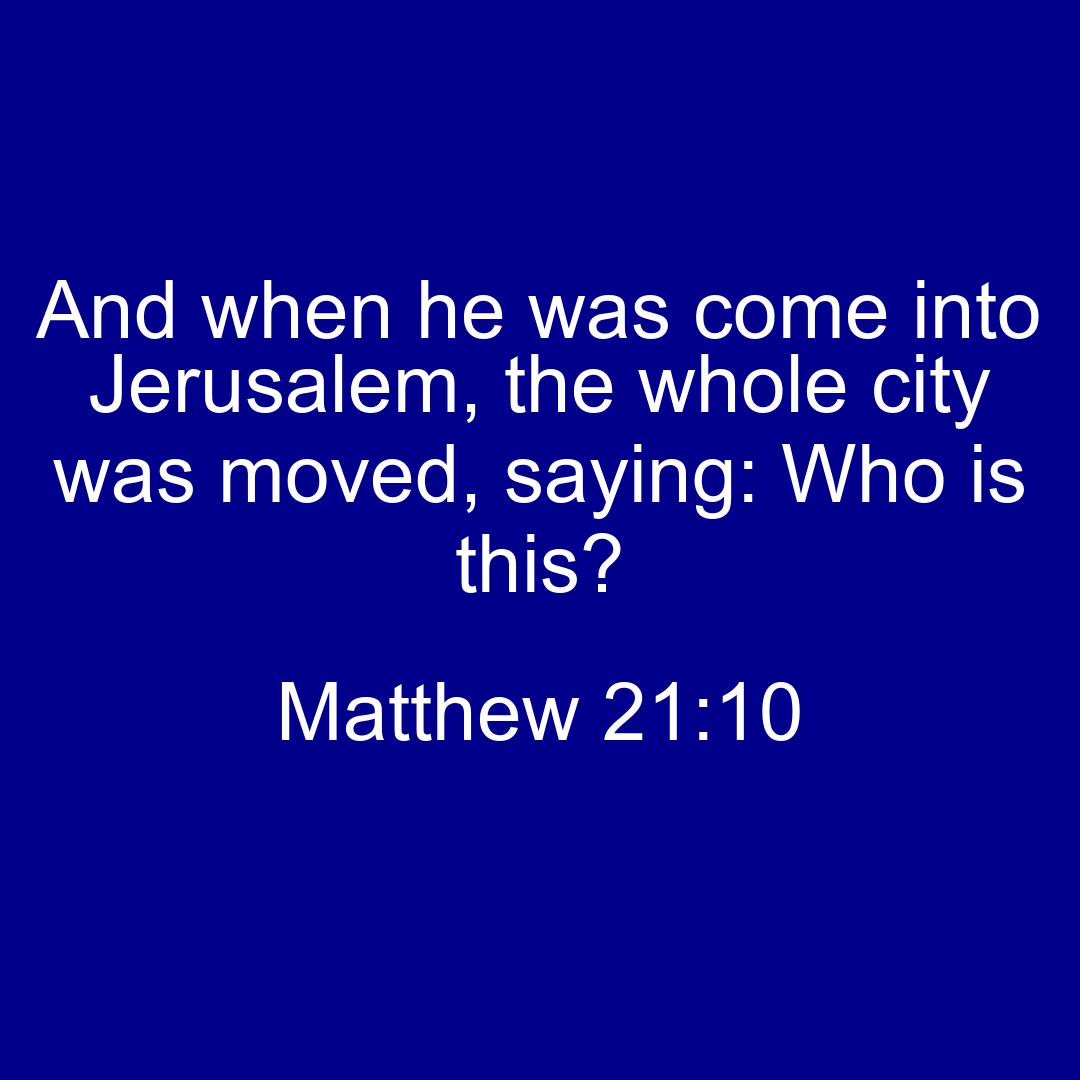 And when he was come into
Jerusalem, the whole city
was moved, saying: Who is
this?
Matthew 21:10